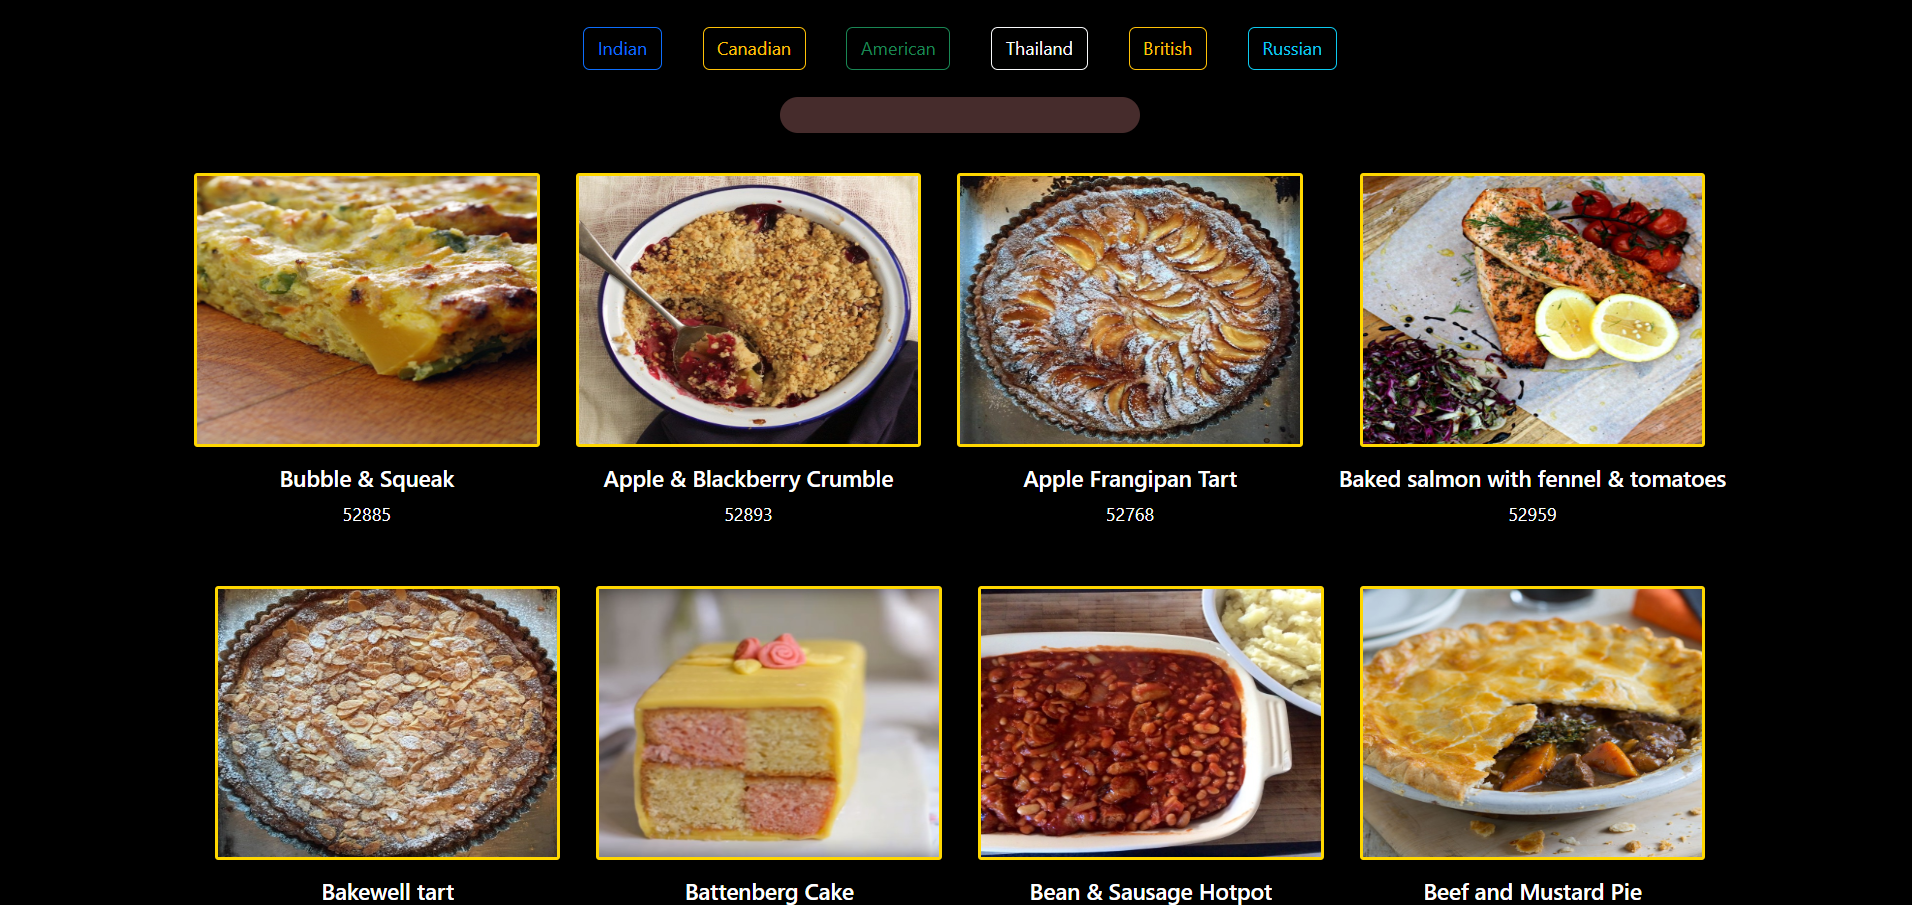 Indian Canadian American Thailand British Russian
Bubble & Squeak Apple & Blackberry Crumble Apple Frangipan Tart Baked salmon with fennel & tomatoes
52885 52893 52768 52959
Bakewell tart Battenberg Cake Bean & Sausage Hotpot Beef and Mustard Pie